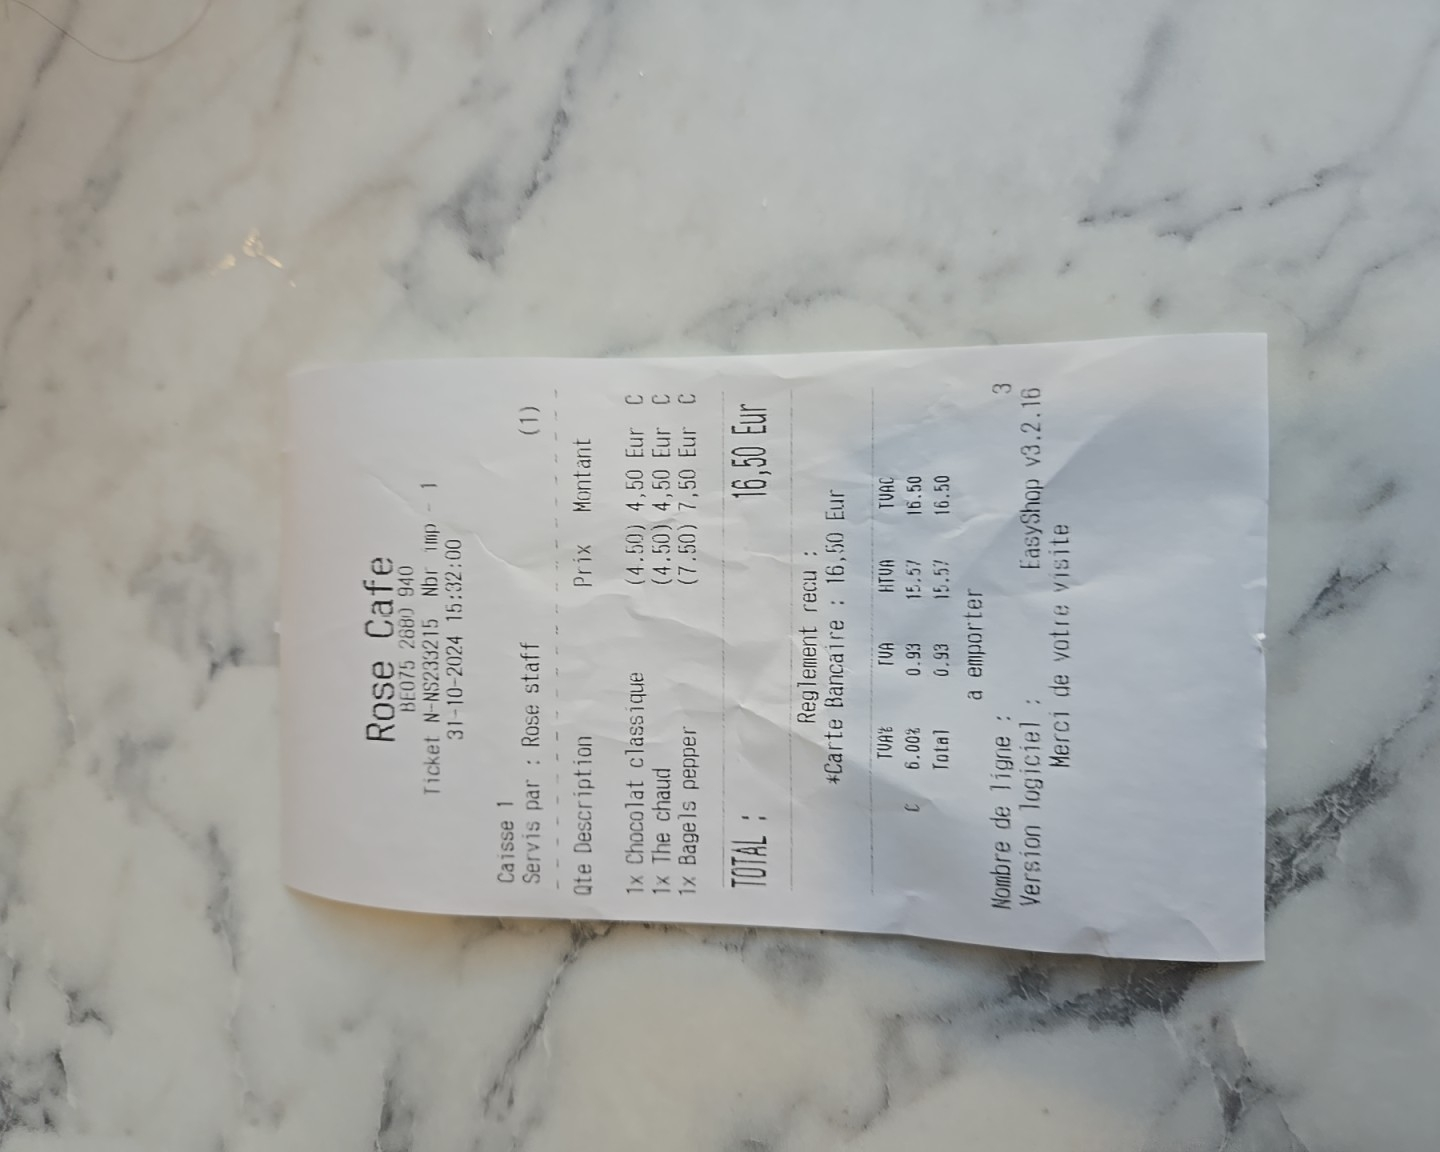 Rose Cafe
BE075 2680 940
Ticket N-NS233215 Nbr imp - 1
31-10-2024 15:32:00
Caisse 1
Servis par : Rose staff (1)
Qte Description Prix Montant
1x Chocolat classique (4.50) 4,50 Eur C
1x The chaud (4.50) 4,50 Eur C
1x Bagels pepper (7.50) 7,50 Eur C
TOTAL : 16,50 Eur
Reglement recu :
*Carte Bancaire : 16,50 Eur
TVA% TVA HTVA TVAC
C 6.00% 0.93 15.57 16.50
Total 0.93 15.57 16.50
a emporter
Nombre de ligne : 3
Version logiciel : EasyShop v3.2.16
Merci de votre visite